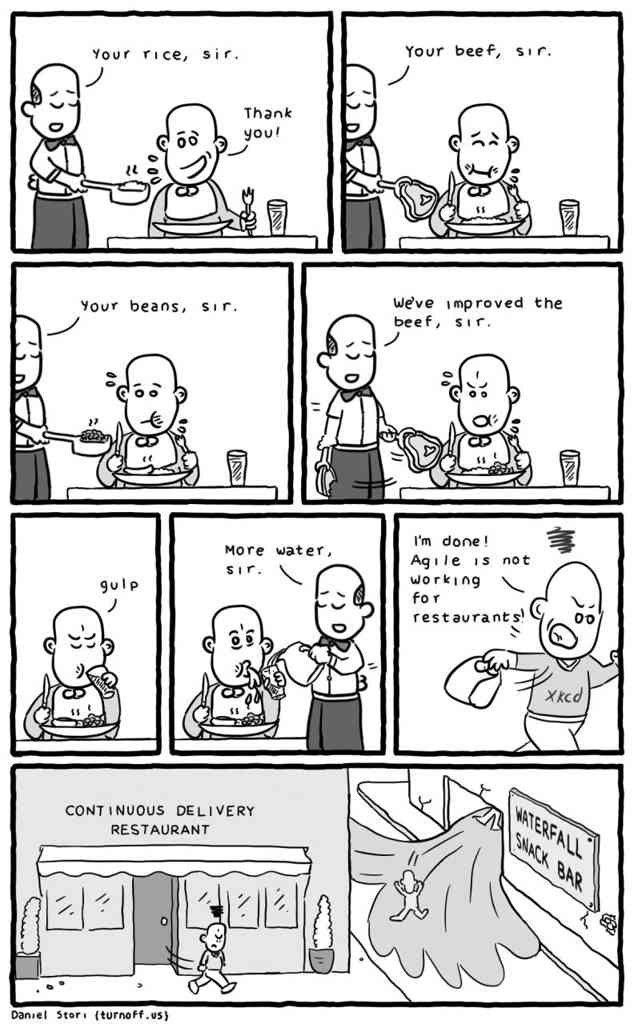 Your rice, sir.
Thank
you!
Your beef, sir.
Your beans, sir.
We've improved the
beef, sir.
gulp
More water,
sir.
I'm done!
Agile is not
working
for
restaurants!
xkcd
CONTINUOUS DELIVERY
RESTAURANT
WATERFALL
SNACK BAR
Daniel Stori {turnoff.us}